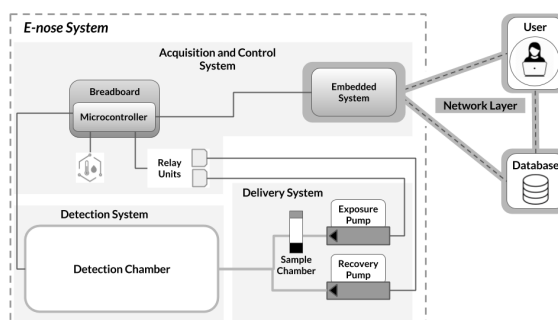 E-nose System
Acquisition and Control
System
User
Breadboard
Microcontroller
Embedded
System
Network Layer
Relay
Units
Database
Delivery System
Detection System
Exposure
Pump
Detection Chamber
Sample
Chamber
Recovery
Pump